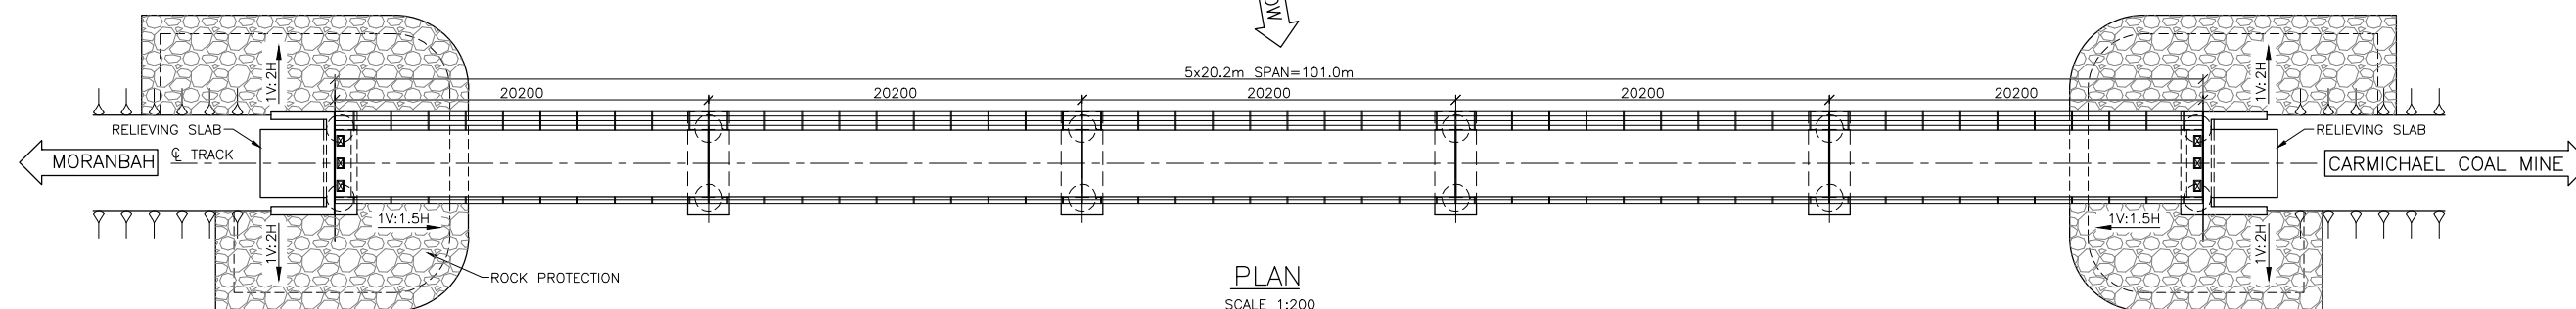 OW
5x20.2m SPAN=101.0m
20200
20200
20200
20200
20200
1V:2H
1V:2H
RELIEVING SLAB
RELIEVING SLAB
℄ TRACK
MORANBAH
CARMICHAEL COAL MINE
1V:1.5H
1V:1.5H
1V:2H
1V:2H
ROCK PROTECTION
PLAN
SCALE 1:200